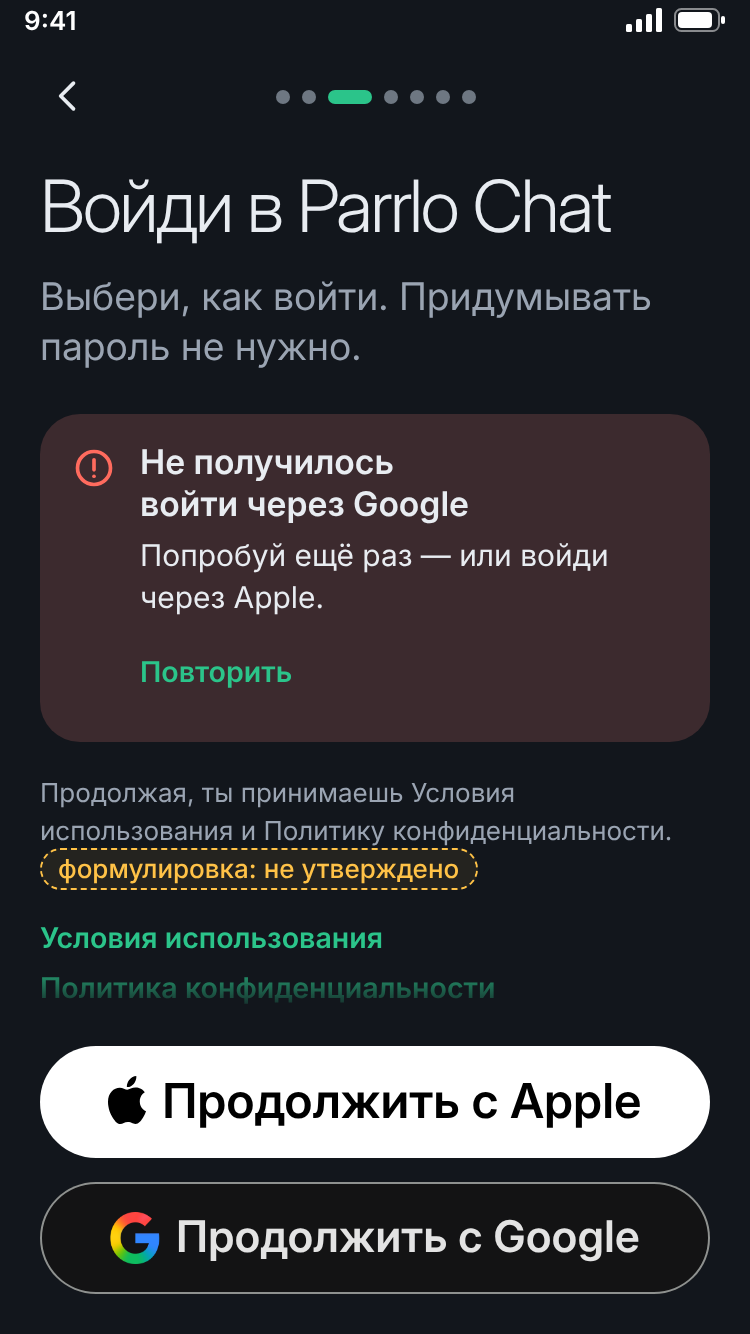 9:41
Войди в Parrlo Chat
Выбери, как войти. Придумывать
пароль не нужно.
Не получилось
войти через Google
Попробуй ещё раз — или войди
через Apple.
Повторить
Продолжая, ты принимаешь Условия
использования и Политику конфиденциальности.
формулировка: не утверждено
Условия использования
Политика конфиденциальности
Продолжить с Apple
Продолжить с Google